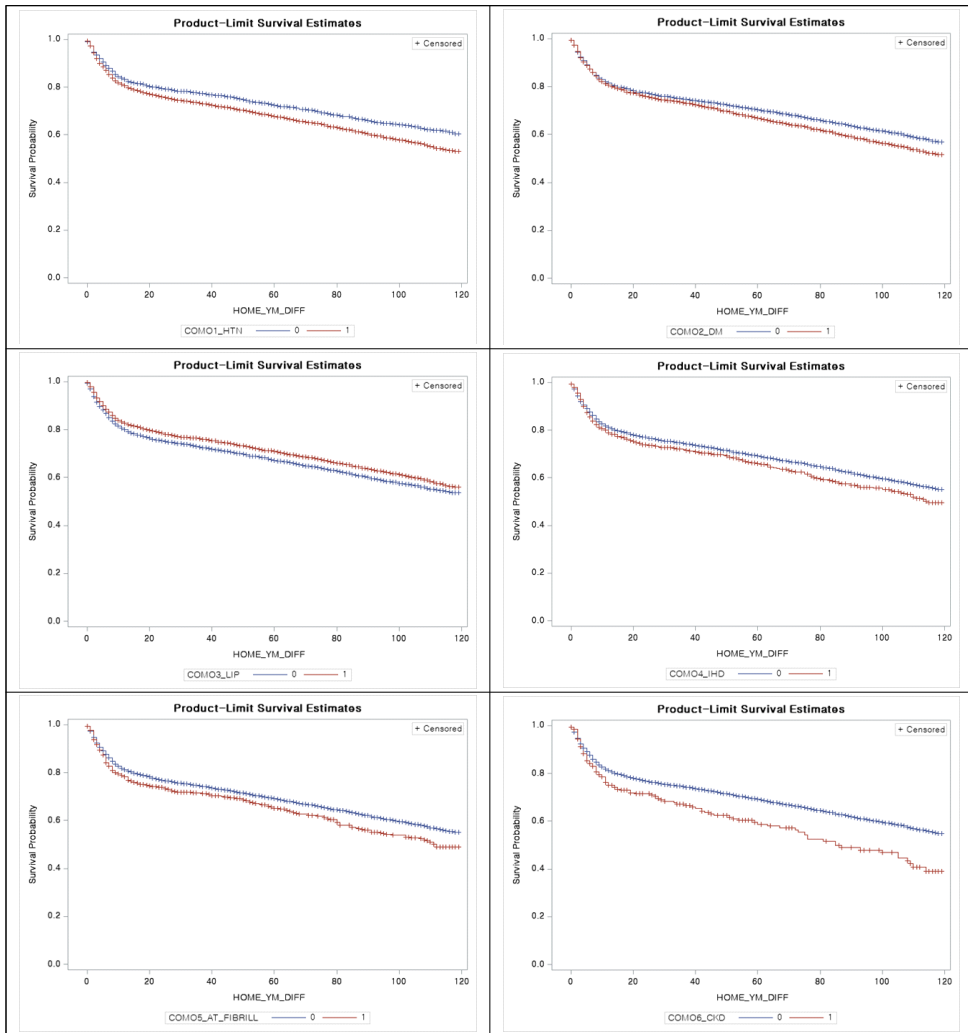 Product-Limit Survival Estimates
+ Censored
1.0
0.8
0.6
0.4
0.2
0.0
Survival Probability
0 20 40 60 80 100 120
HOME_YM_DIFF
COMO1_HTN 0 1
Product-Limit Survival Estimates
+ Censored
1.0
0.8
0.6
0.4
0.2
0.0
Survival Probability
0 20 40 60 80 100 120
HOME_YM_DIFF
COMO2_DM 0 1
Product-Limit Survival Estimates
+ Censored
1.0
0.8
0.6
0.4
0.2
0.0
Survival Probability
0 20 40 60 80 100 120
HOME_YM_DIFF
COMO3_LIP 0 1
Product-Limit Survival Estimates
+ Censored
1.0
0.8
0.6
0.4
0.2
0.0
Survival Probability
0 20 40 60 80 100 120
HOME_YM_DIFF
COMO4_IHD 0 1
Product-Limit Survival Estimates
+ Censored
1.0
0.8
0.6
0.4
0.2
0.0
Survival Probability
0 20 40 60 80 100 120
HOME_YM_DIFF
COMO5_AT_FIBRILL 0 1
Product-Limit Survival Estimates
+ Censored
1.0
0.8
0.6
0.4
0.2
0.0
Survival Probability
0 20 40 60 80 100 120
HOME_YM_DIFF
COMO6_CKD 0 1